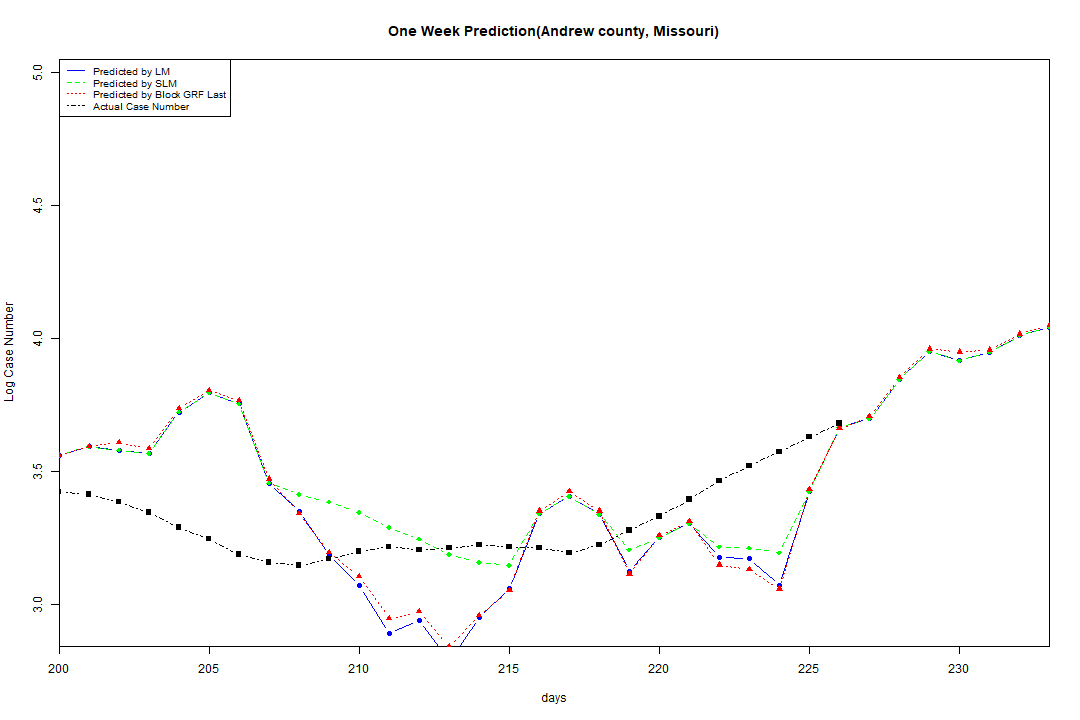 One Week Prediction(Andrew county, Missouri)
Predicted by LM
Predicted by SLM
Predicted by Block GRF Last
Actual Case Number
5.0
4.5
4.0
3.5
3.0
Log Case Number
200 205 210 215 220 225 230
days